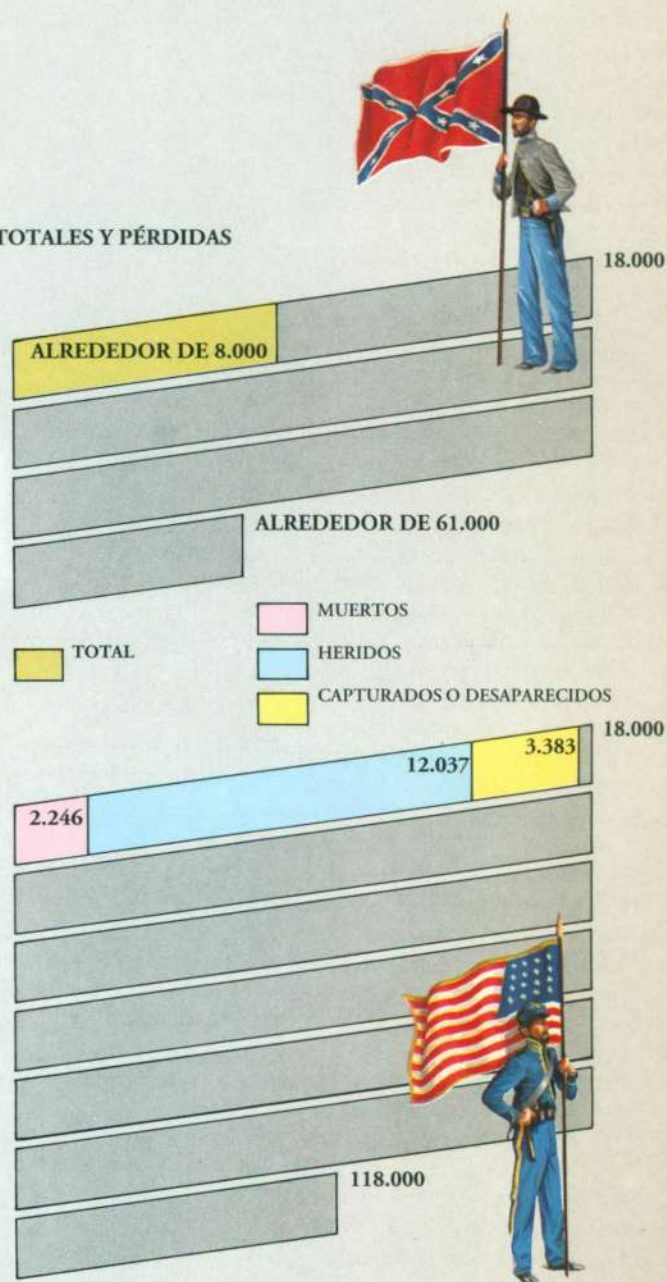 TOTALES Y PÉRDIDAS
18.000
ALREDEDOR DE 8.000
ALREDEDOR DE 61.000
MUERTOS
TOTAL
HERIDOS
CAPTURADOS O DESAPARECIDOS
18.000
3.383
12.037
2.246
118.000